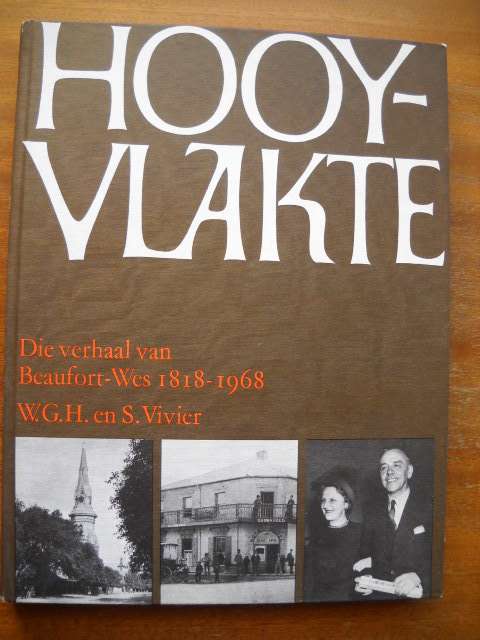 HOOY-
VLAKTE
Die verhaal van
Beaufort-Wes 1818-1968
W.G.H. en S. Vivier